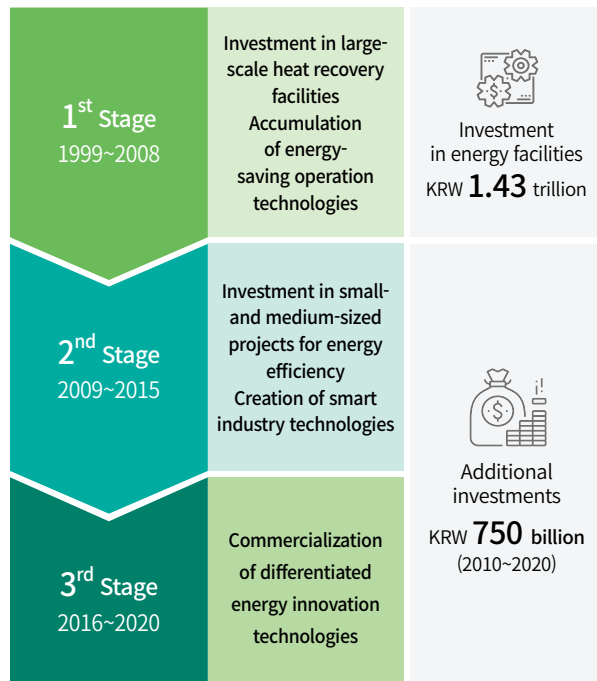 1st Stage
1999~2008
Investment in large-
scale heat recovery
facilities
Accumulation
of energy-
saving operation
technologies
Investment
in energy facilities
KRW 1.43 trillion
2nd Stage
2009~2015
Investment in small-
and medium-sized
projects for energy
efficiency
Creation of smart
industry technologies
Additional
investments
KRW 750 billion
(2010~2020)
3rd Stage
2016~2020
Commercialization
of differentiated
energy innovation
technologies